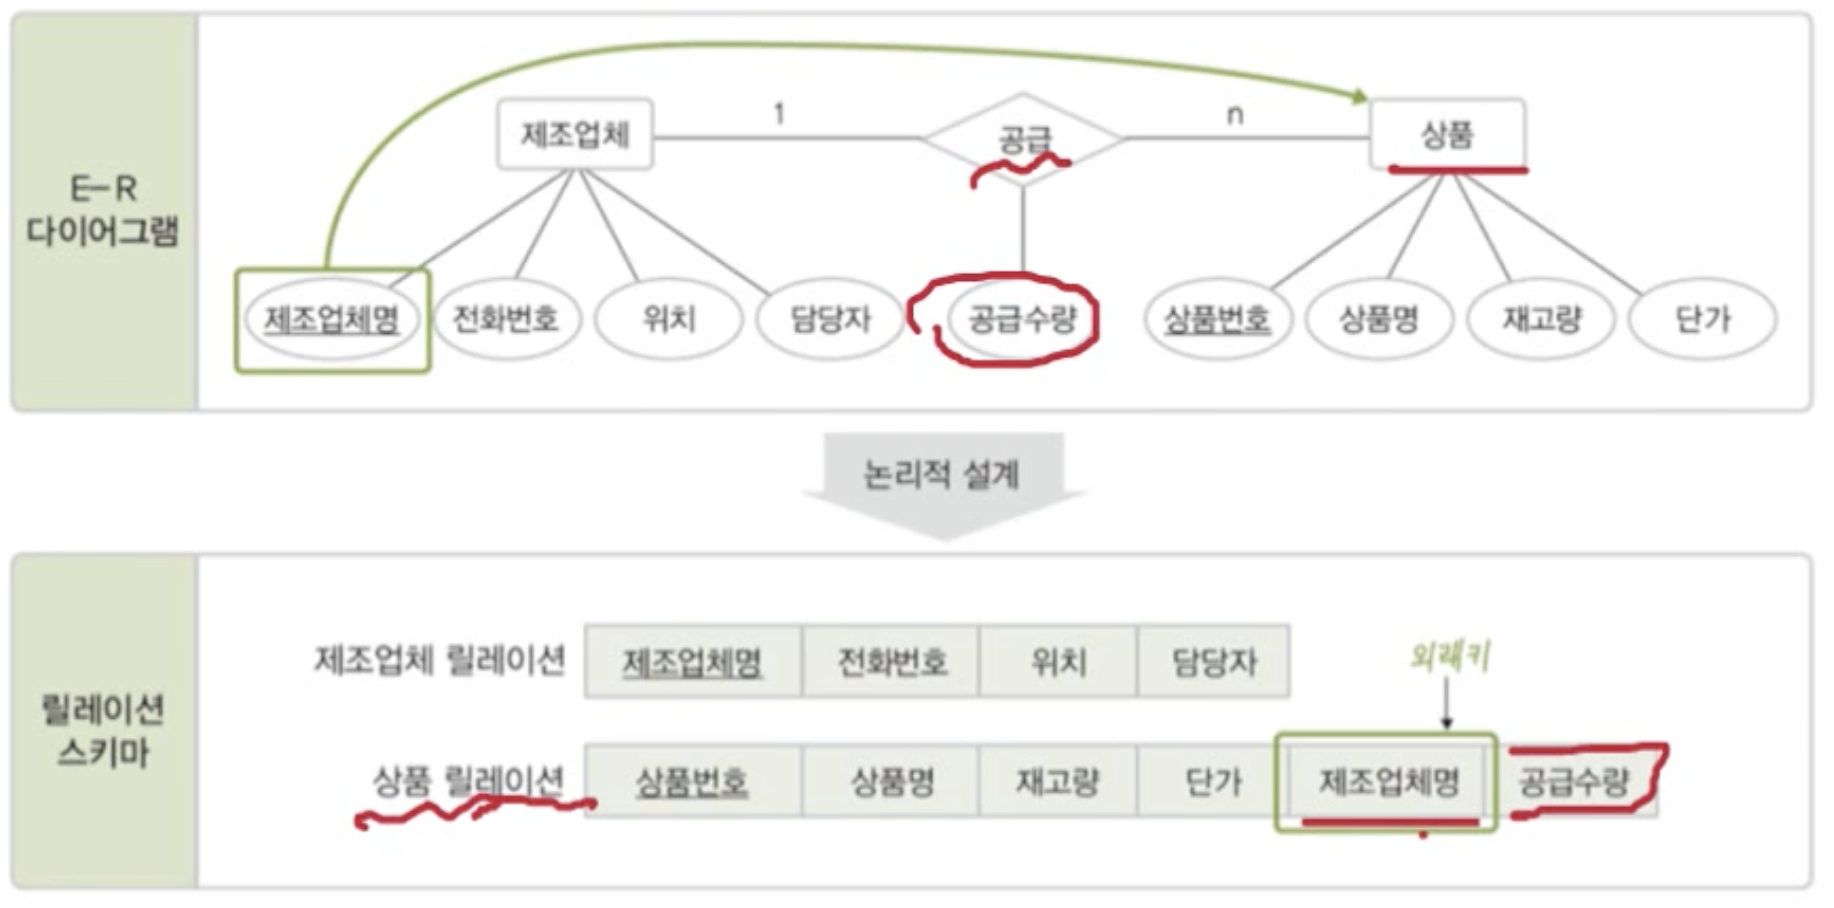 E-R
다이어그램
제조업체
1
공급
n
상품
제조업체명
전화번호
위치
담당자
공급수량
상품번호
상품명
재고량
단가
논리적 설계
릴레이션
스키마
제조업체 릴레이션
제조업체명
전화번호
위치
담당자
외래키
상품 릴레이션
상품번호
상품명
재고량
단가
제조업체명
공급수량